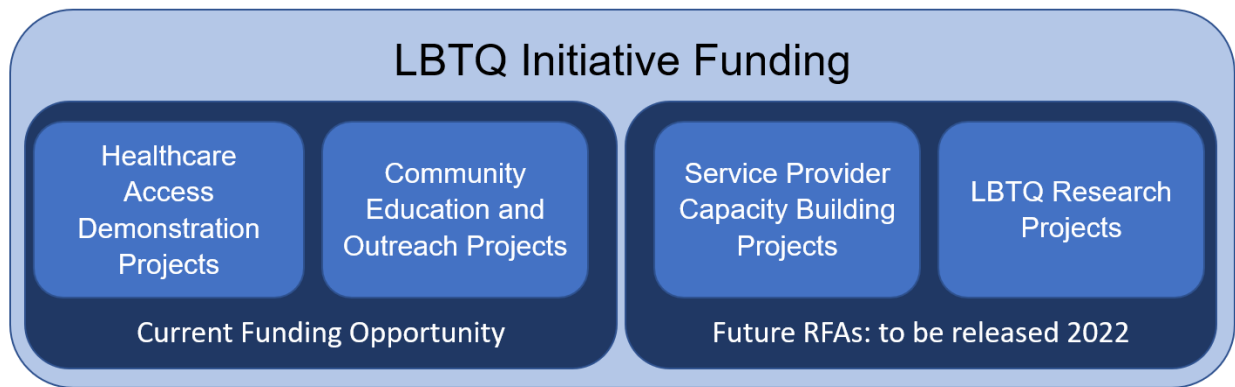 LBTQ Initiative Funding
Healthcare
Access
Demonstration
Projects
Community
Education and
Outreach Projects
Service Provider
Capacity Building
Projects
LBTQ Research
Projects
Current Funding Opportunity
Future RFAs: to be released 2022